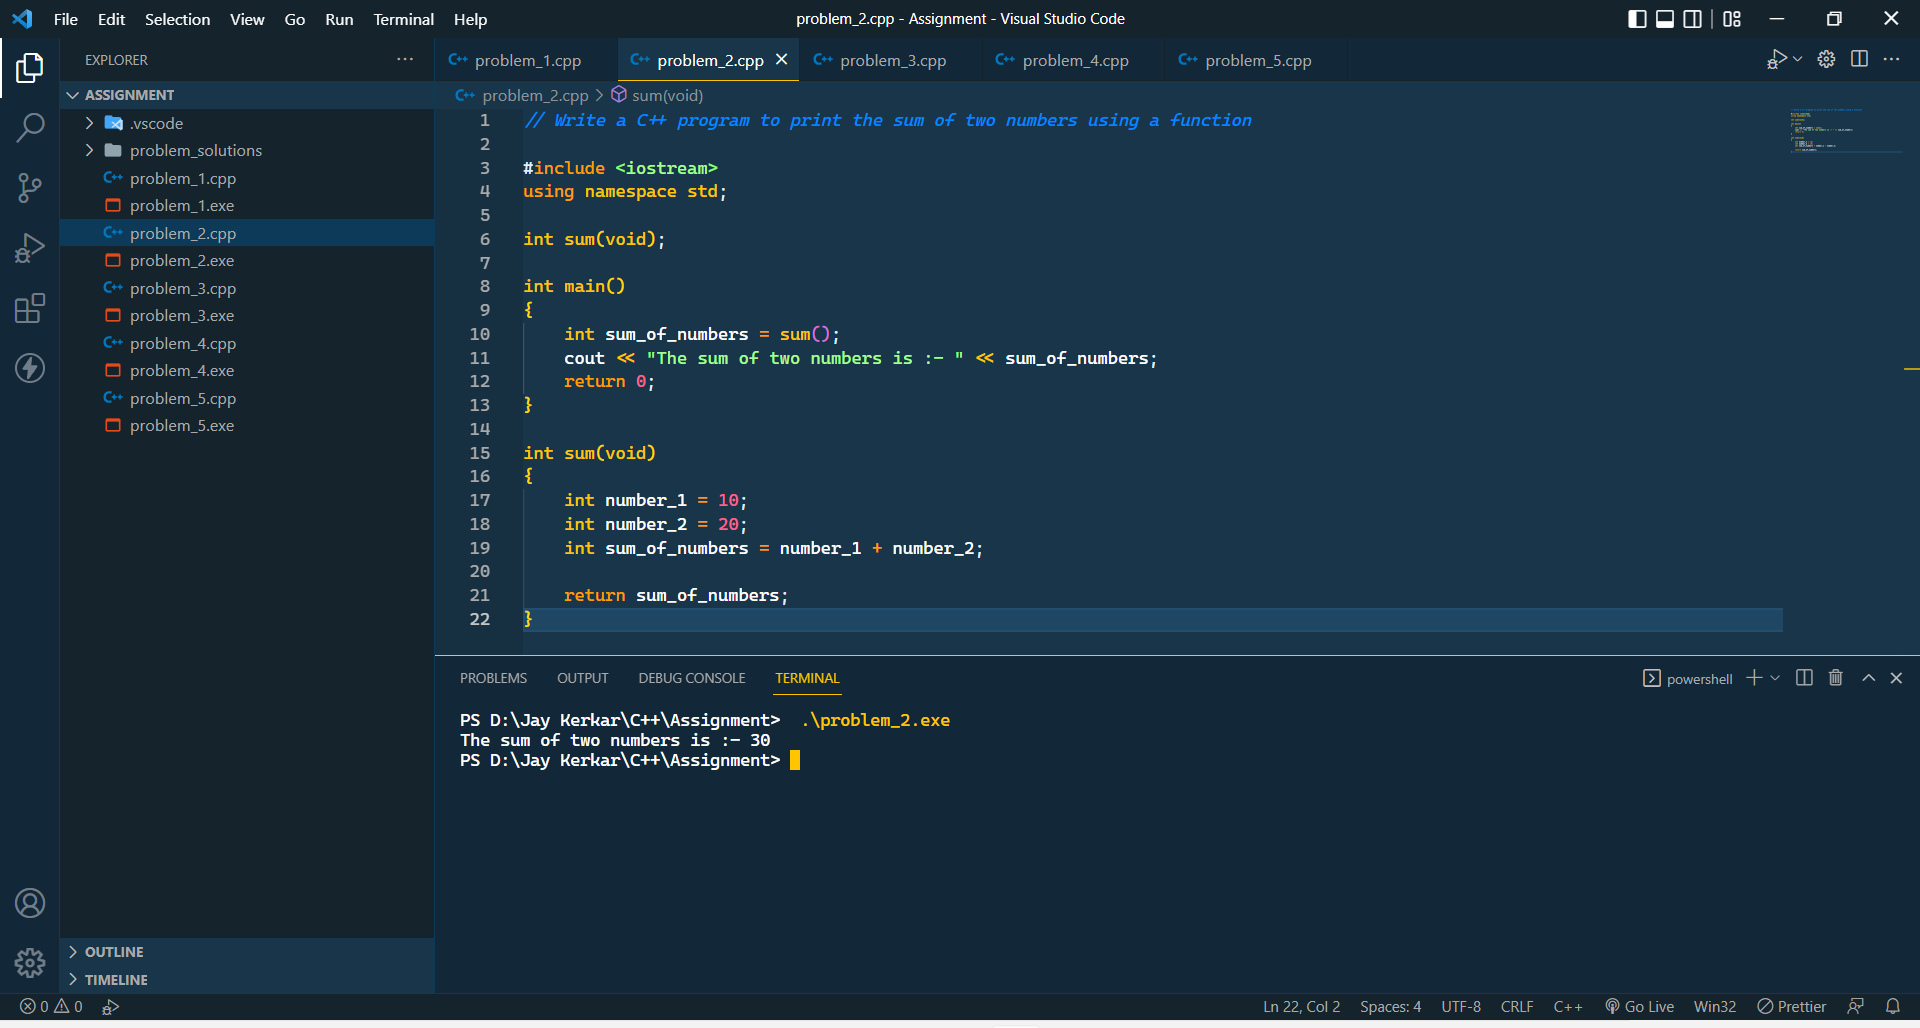 File Edit Selection View Go Run Terminal Help
problem_2.cpp - Assignment - Visual Studio Code
EXPLORER
ASSIGNMENT
.vscode
problem_solutions
problem_1.cpp
problem_1.exe
problem_2.cpp
problem_2.exe
problem_3.cpp
problem_3.exe
problem_4.cpp
problem_4.exe
problem_5.cpp
problem_5.exe
OUTLINE
TIMELINE
problem_1.cpp problem_2.cpp problem_3.cpp problem_4.cpp problem_5.cpp
problem_2.cpp > sum(void)
1 // Write a C++ program to print the sum of two numbers using a function
2
3 #include <iostream>
4 using namespace std;
5
6 int sum(void);
7
8 int main()
9 {
10     int sum_of_numbers = sum();
11     cout << "The sum of two numbers is :- " << sum_of_numbers;
12     return 0;
13 }
14
15 int sum(void)
16 {
17     int number_1 = 10;
18     int number_2 = 20;
19     int sum_of_numbers = number_1 + number_2;
20
21     return sum_of_numbers;
22 }
PROBLEMS OUTPUT DEBUG CONSOLE TERMINAL
powershell
PS D:\Jay Kerkar\C++\Assignment>  .\problem_2.exe
The sum of two numbers is :- 30
PS D:\Jay Kerkar\C++\Assignment>
0 0
Ln 22, Col 2 Spaces: 4 UTF-8 CRLF C++ Go Live Win32 Prettier